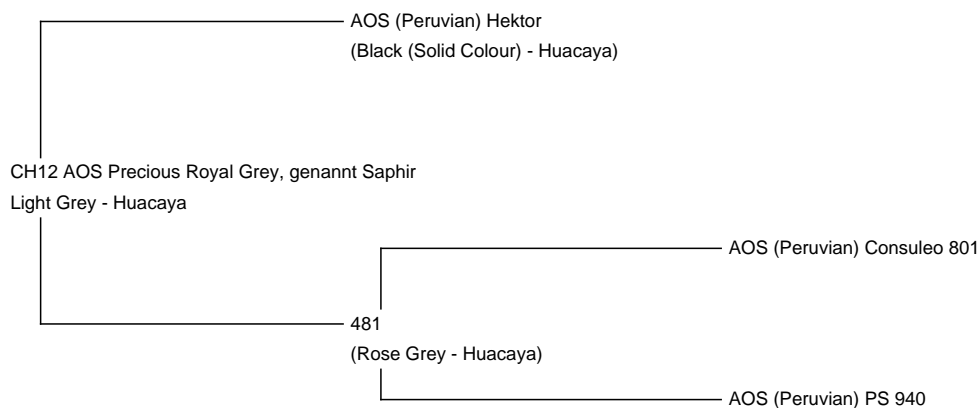 AOS (Peruvian) Hektor
(Black (Solid Colour) - Huacaya)
CH12 AOS Precious Royal Grey, genannt Saphir
Light Grey - Huacaya
AOS (Peruvian) Consuleo 801
481
(Rose Grey - Huacaya)
AOS (Peruvian) PS 940